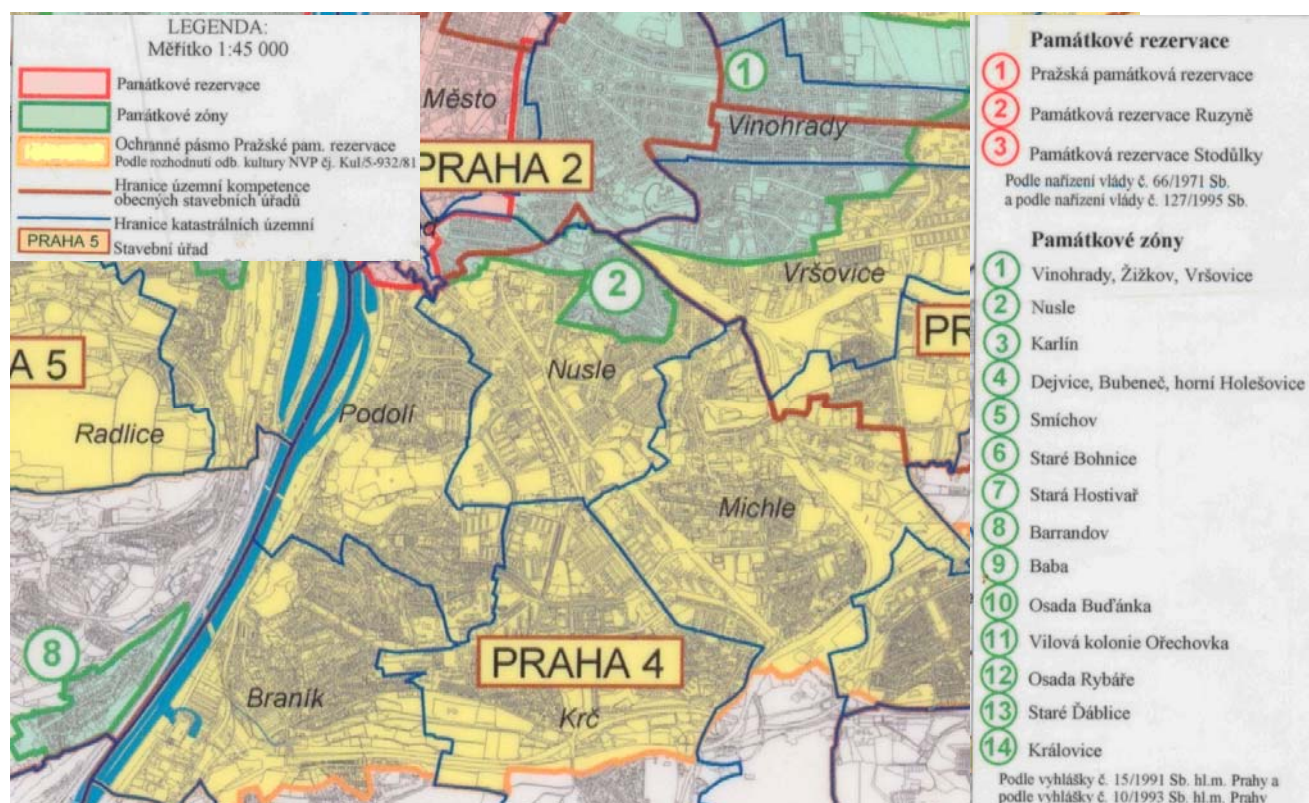 LEGENDA:
Měřítko 1:45 000
Památkové rezervace
Památkové zóny
Ochranné pásmo Pražské pam. rezervace
Podle rozhodnutí odb. kultury NVP čj. Kul/5-932/81
Hranice územní kompetence
obecných stavebních úřadů
Hranice katastrálních územní
PRAHA 5
Stavební úřad
Město
1
Vinohrady
PRAHA 2
2
Vršovice
PR
A 5
Nusle
Podolí
Radlice
Michle
8
PRAHA 4
Braník
Krč
Památkové rezervace
1 Pražská památková rezervace
2 Památková rezervace Ruzyně
3 Památková rezervace Stodůlky
Podle nařízení vlády č. 66/1971 Sb.
a podle nařízení vlády č. 127/1995 Sb.
Památkové zóny
1 Vinohrady, Žižkov, Vršovice
2 Nusle
3 Karlín
4 Dejvice, Bubeneč, horní Holešovice
5 Smíchov
6 Staré Bohnice
7 Stará Hostivař
8 Barrandov
9 Baba
10 Osada Buďánka
11 Vilová kolonie Ořechovka
12 Osada Rybáře
13 Staré Ďáblice
14 Královice
Podle vyhlášky č. 15/1991 Sb. hl.m. Prahy a
podle vyhlášky č. 10/1993 Sb. hl.m. Prahy